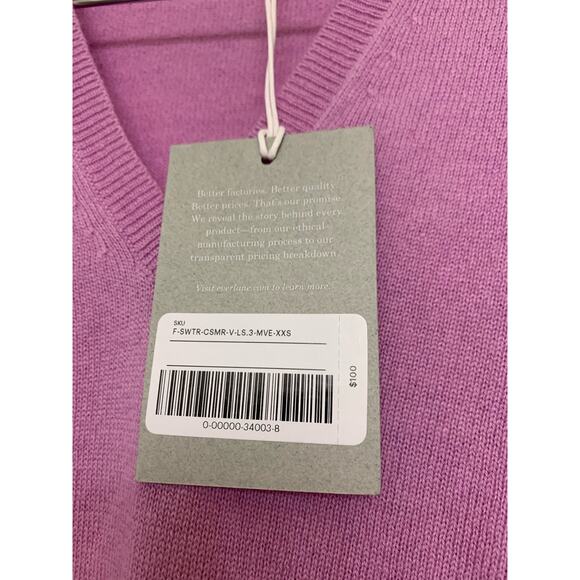 Better factories. Better quality.
Better prices. That's our promise.
We reveal the story behind every
product—from our ethical
manufacturing process to our
transparent pricing breakdown.
Visit everlane.com to learn more.
SKU
F-SWTR-CSMR-V-LS.3-MVE-XXS
$100
0-00000-34003-8